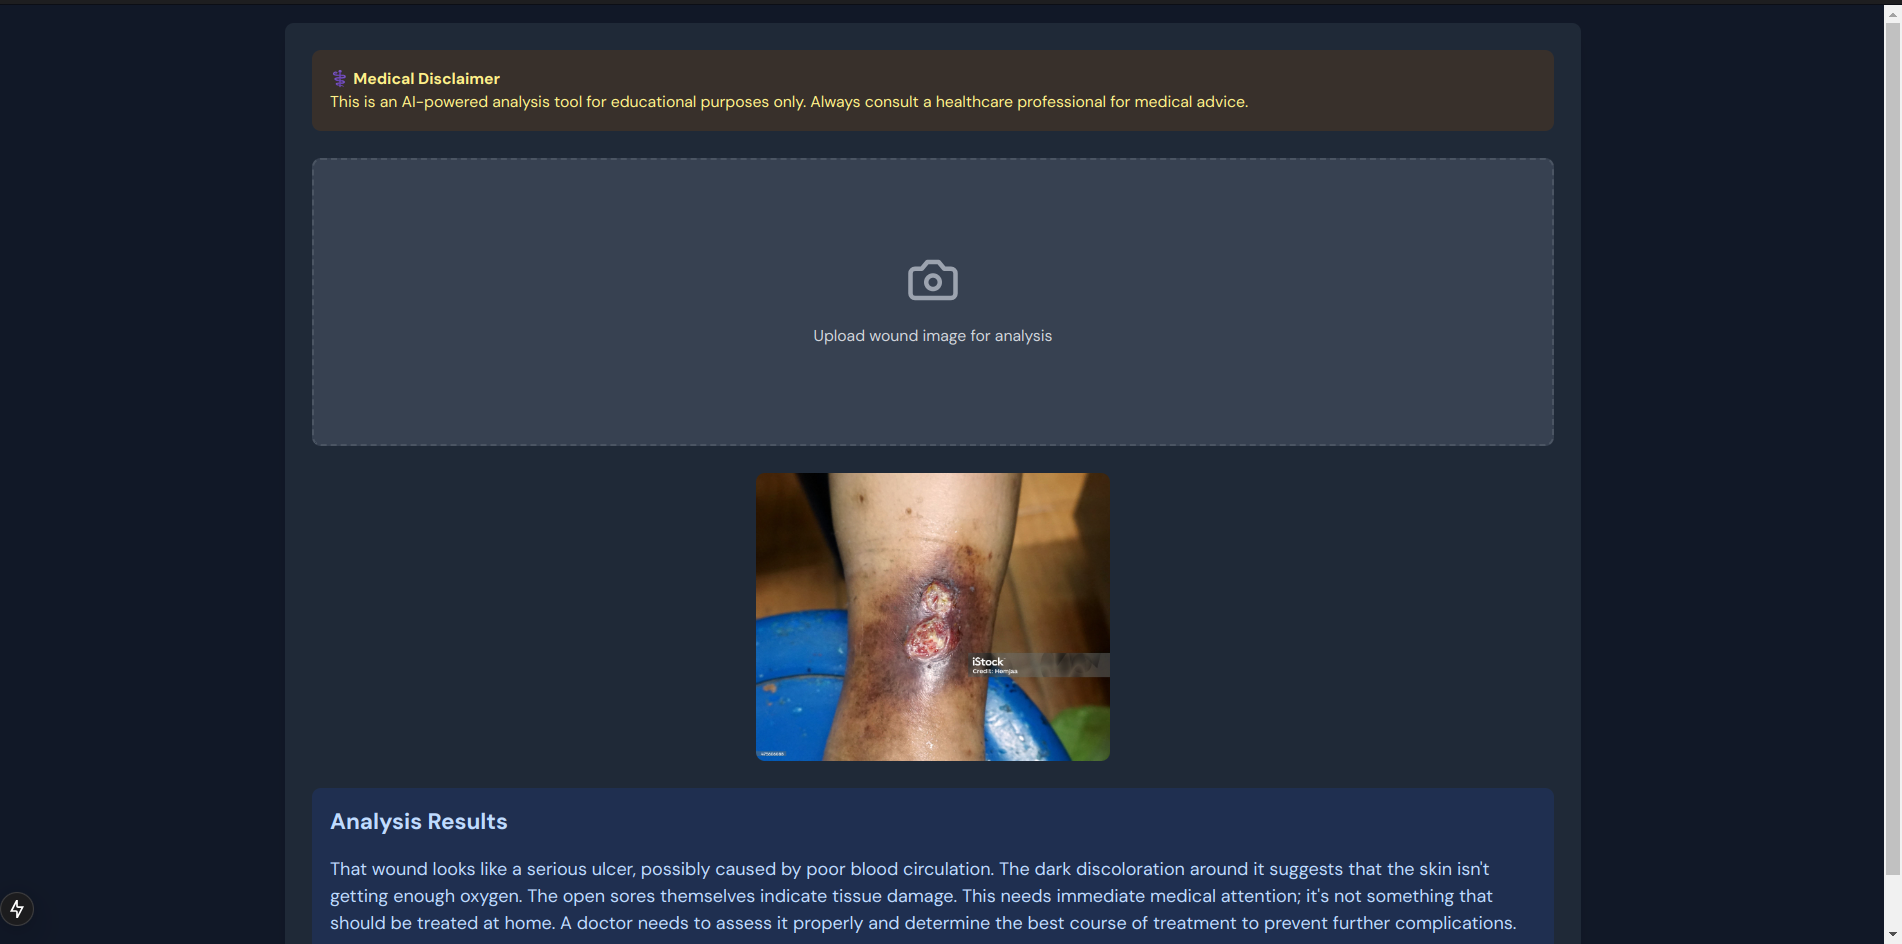 ⚕ Medical Disclaimer
This is an AI-powered analysis tool for educational purposes only. Always consult a healthcare professional for medical advice.
Upload wound image for analysis
iStock
Credit: Homjaa
Analysis Results
That wound looks like a serious ulcer, possibly caused by poor blood circulation. The dark discoloration around it suggests that the skin isn't
getting enough oxygen. The open sores themselves indicate tissue damage. This needs immediate medical attention; it's not something that
should be treated at home. A doctor needs to assess it properly and determine the best course of treatment to prevent further complications.